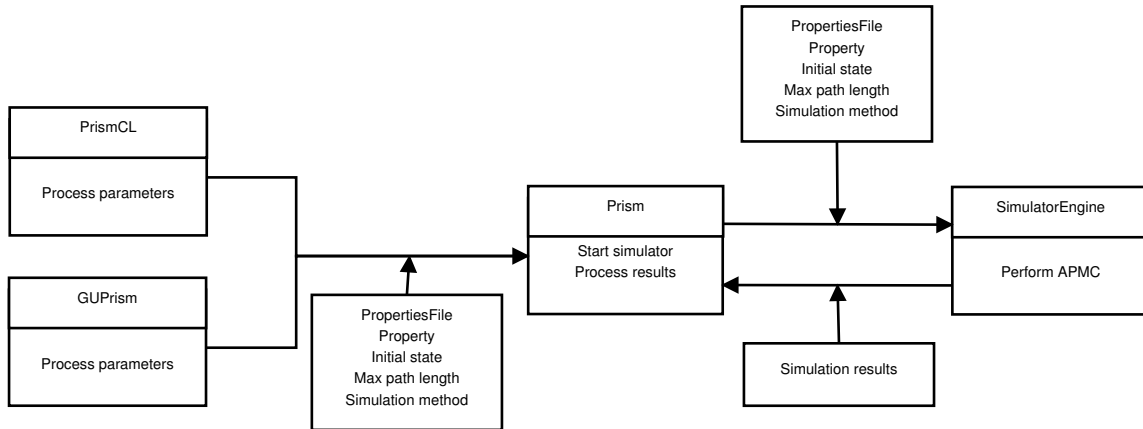 PropertiesFile
Property
Initial state
Max path length
Simulation method
PrismCL
Process parameters
GUPrism
Process parameters
PropertiesFile
Property
Initial state
Max path length
Simulation method
Prism
Start simulator
Process results
SimulatorEngine
Perform APMC
Simulation results